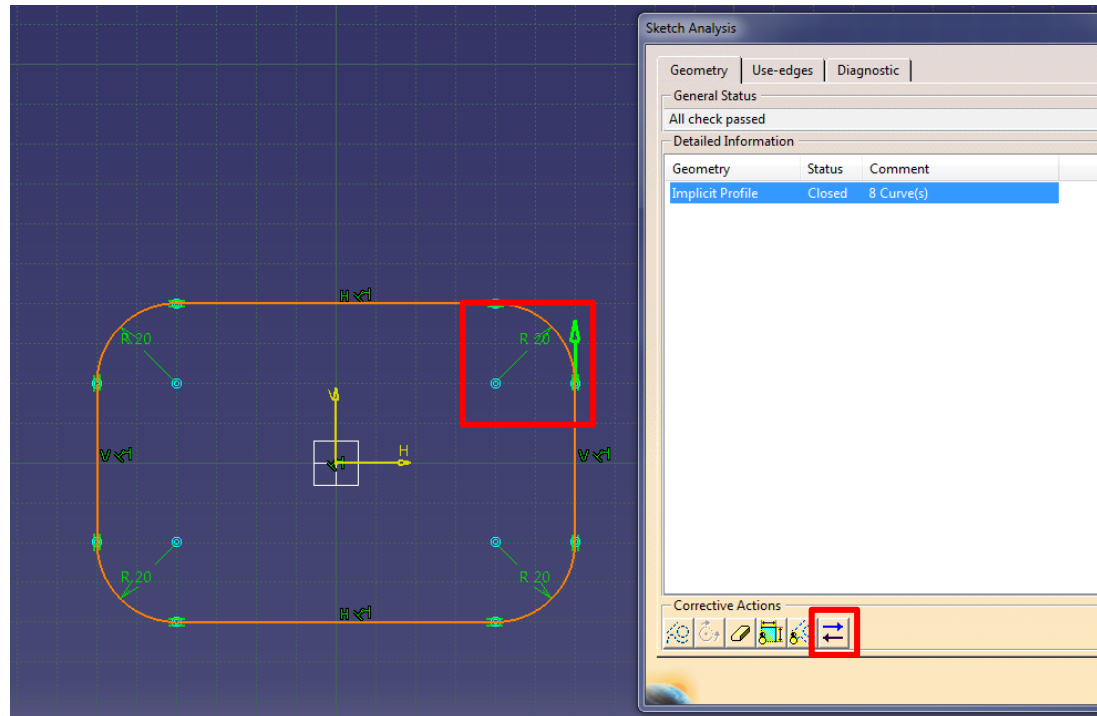 Sketch Analysis
Geometry Use-edges Diagnostic
General Status
All check passed
Detailed Information
Geometry Status Comment
Implicit Profile Closed 8 Curve(s)
H
R 20 R 20
V
V H V
R 20 R 20
H
Corrective Actions